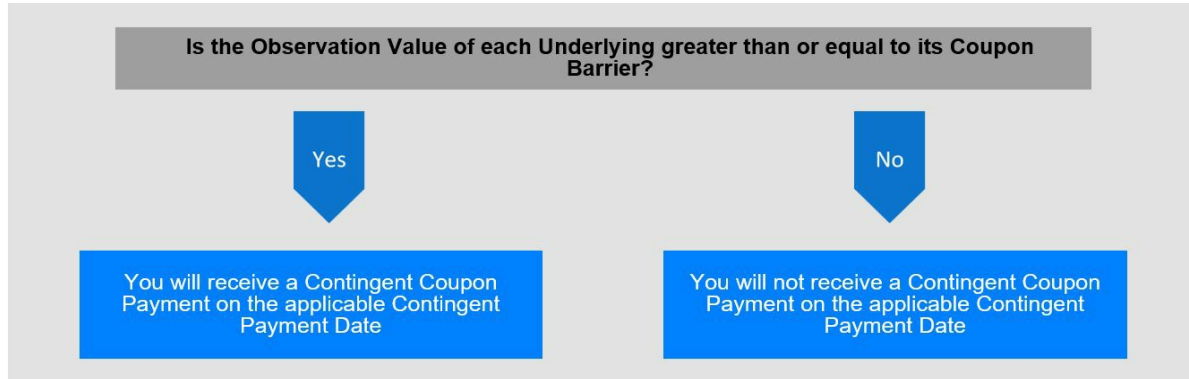 Is the Observation Value of each Underlying greater than or equal to its Coupon
Barrier?
Yes
No
You will receive a Contingent Coupon
Payment on the applicable Contingent
Payment Date
You will not receive a Contingent Coupon
Payment on the applicable Contingent
Payment Date